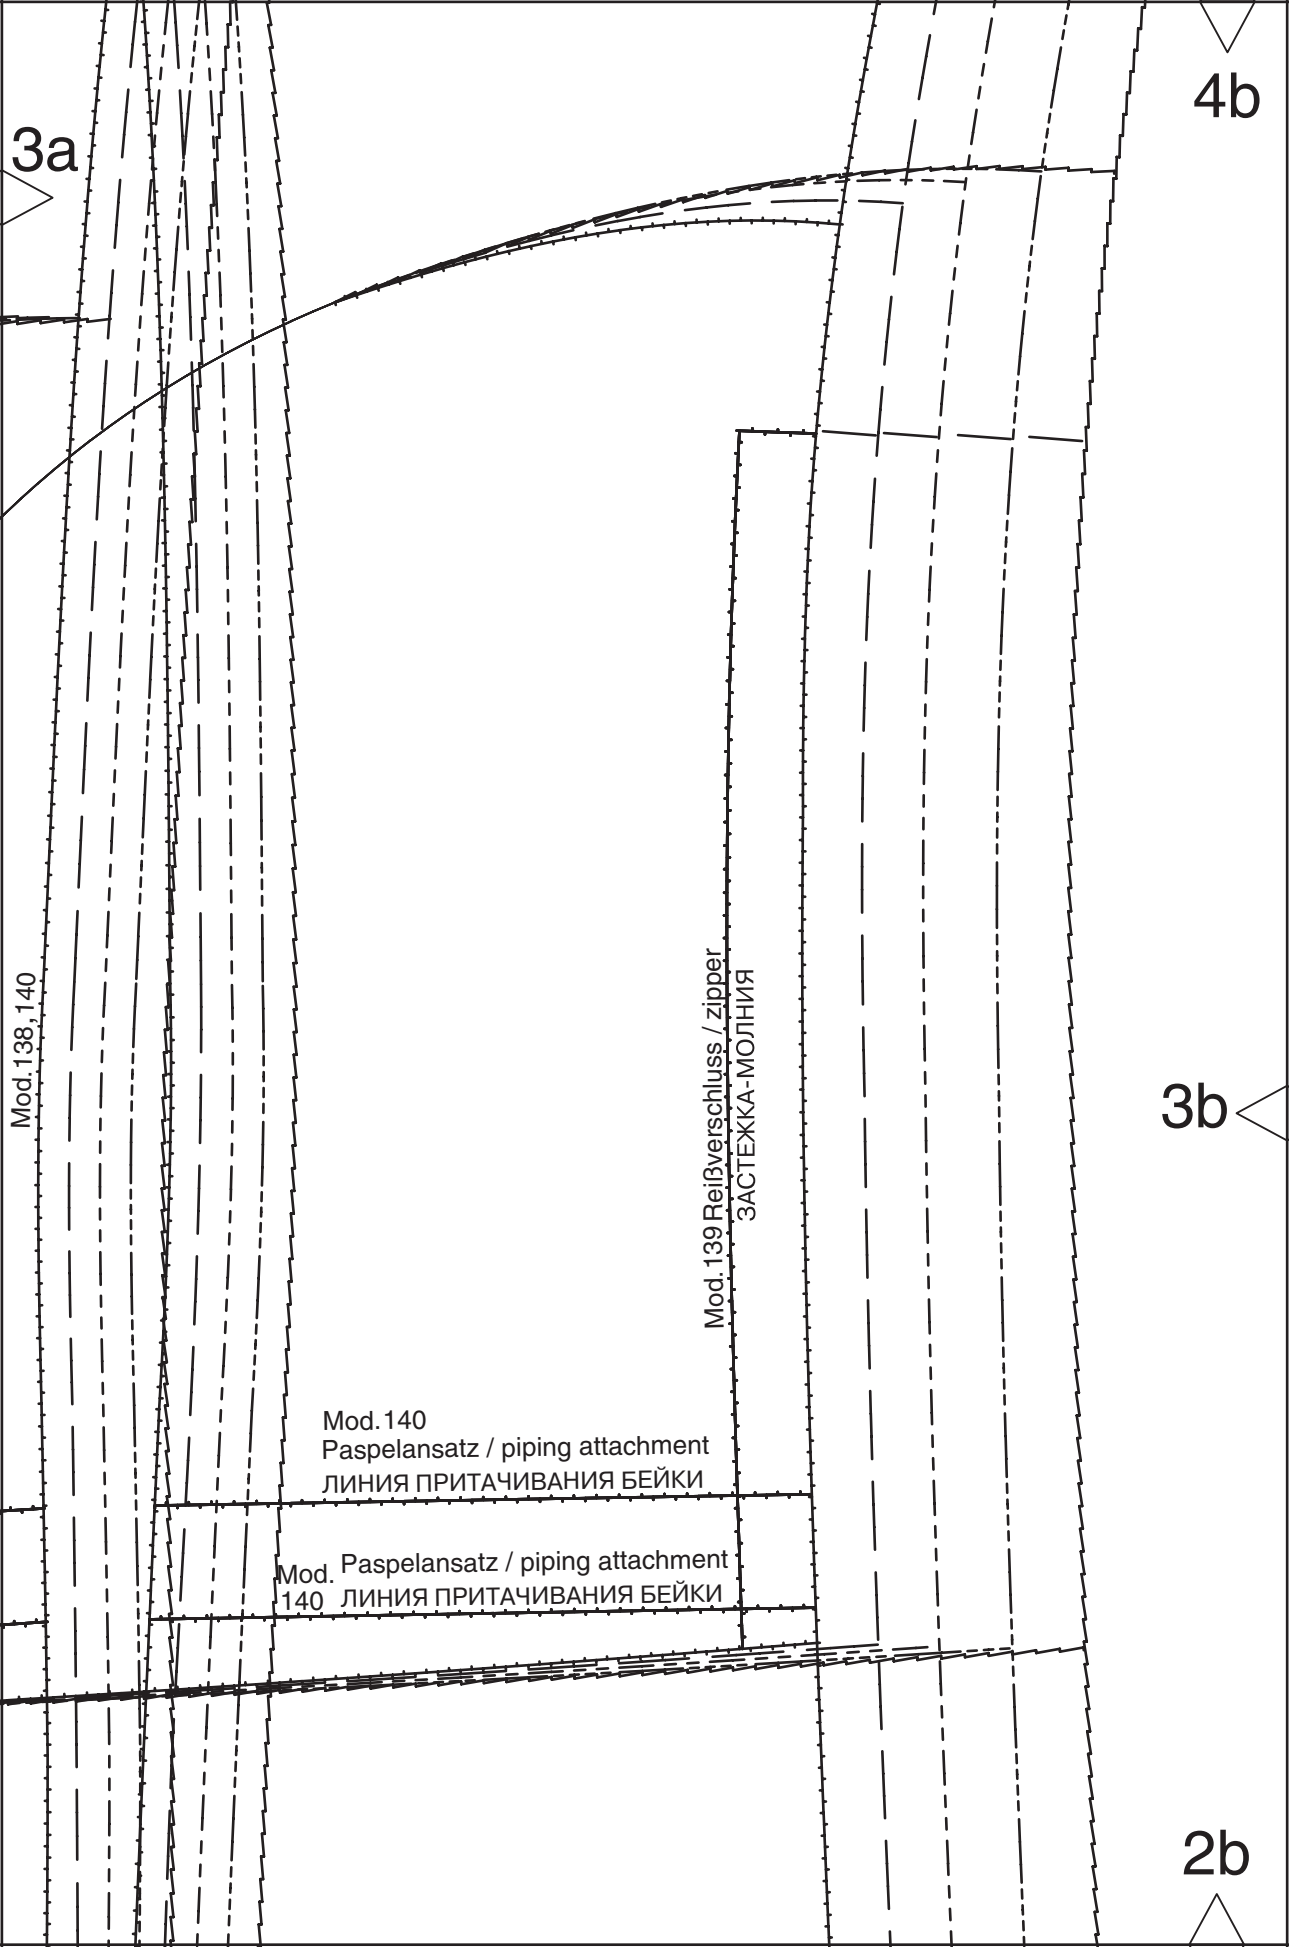 4b
3a
Mod.138,140
Mod.139 Reißverschluss / zipper
ЗАСТЕЖКА-МОЛНИЯ
3b
Mod.140
Paspelansatz / piping attachment
ЛИНИЯ ПРИТАЧИВАНИЯ БЕЙКИ
Mod. Paspelansatz / piping attachment
140 ЛИНИЯ ПРИТАЧИВАНИЯ БЕЙКИ
2b